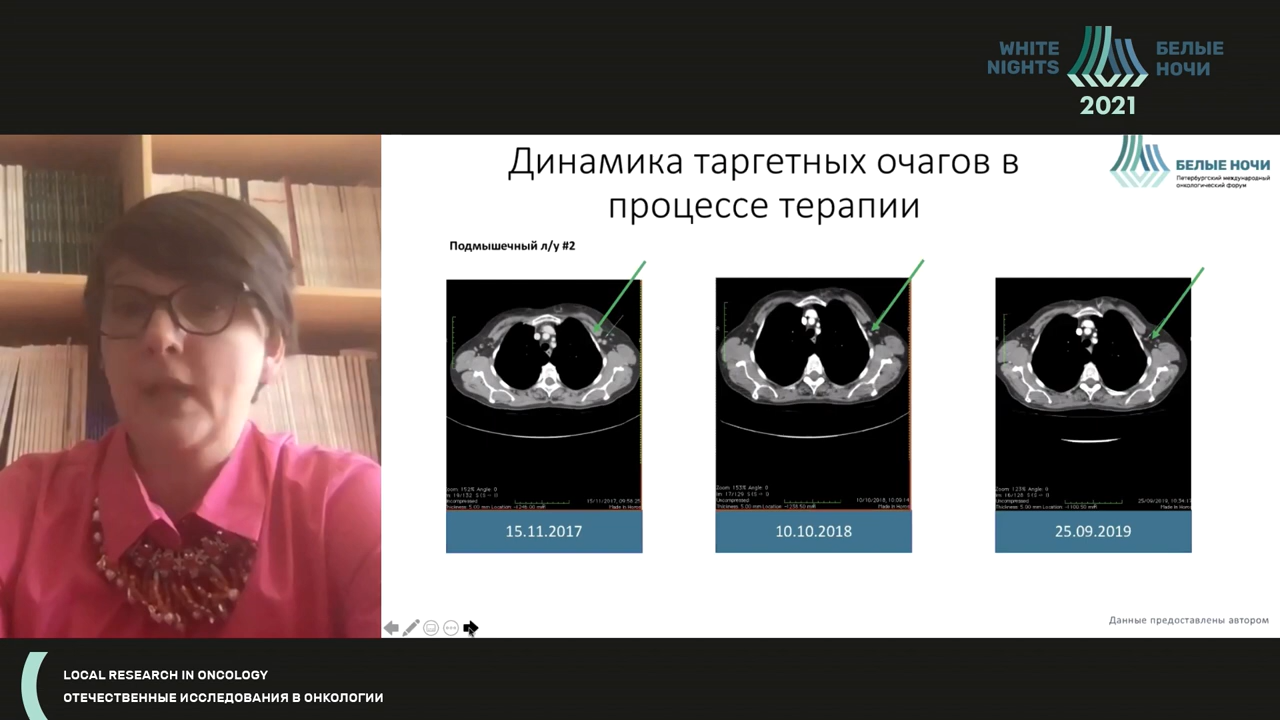 WHITE
NIGHTS
БЕЛЫЕ
НОЧИ
2021
Динамика таргетных очагов в
процессе терапии
БЕЛЫЕ НОЧИ
Петербургский международный
онкологический форум
Подмышечный л/у #2
15.11.2017
10.10.2018
25.09.2019
Данные предоставлены автором
LOCAL RESEARCH IN ONCOLOGY
ОТЕЧЕСТВЕННЫЕ ИССЛЕДОВАНИЯ В ОНКОЛОГИИ